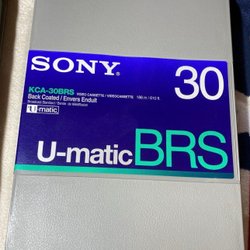 SONY 30
KCA-30BRS VIDEO CASSETTE / VIDEOCASSETTE
Back Coated / Envers Enduit
U-matic
U-matic BRS